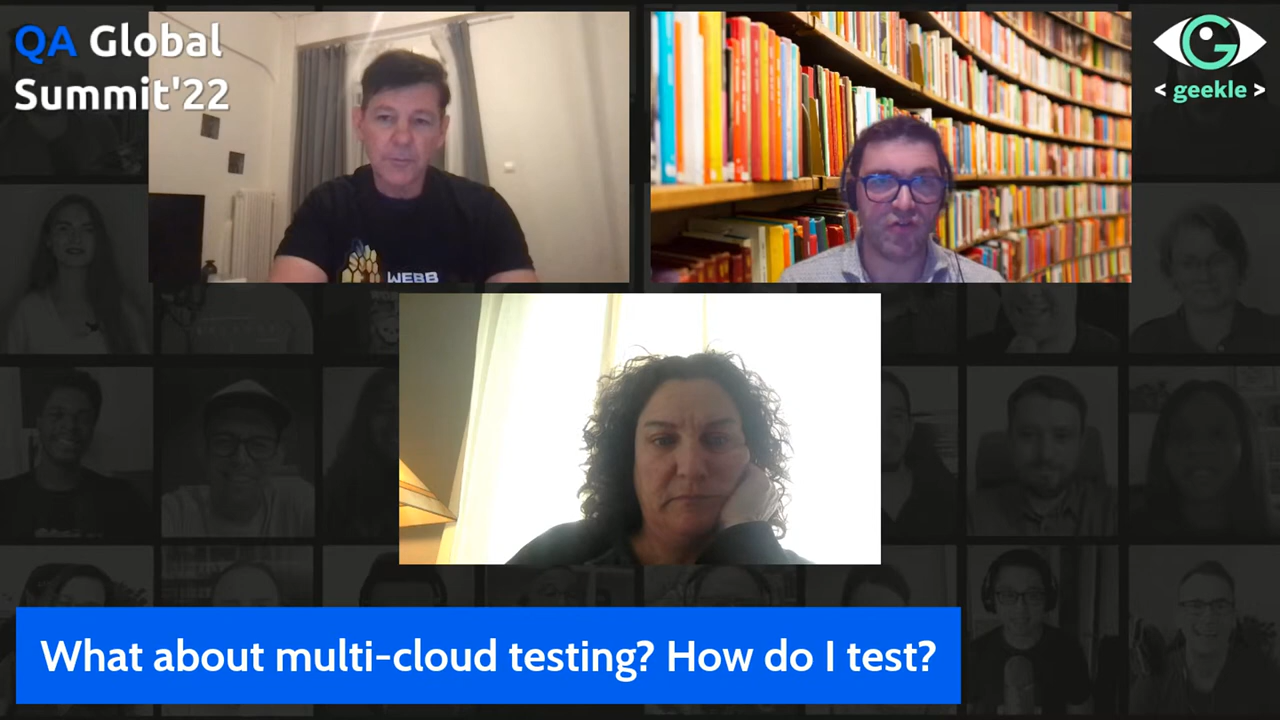 QA Global
Summit'22
< geekle >
WEBB
What about multi-cloud testing? How do I test?